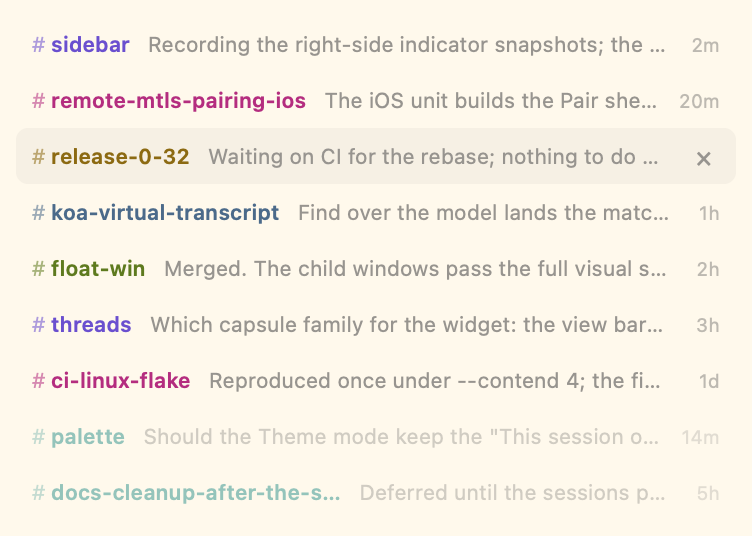 # sidebar Recording the right-side indicator snapshots; the ... 2m
# remote-mtls-pairing-ios The iOS unit builds the Pair she... 20m
# release-0-32 Waiting on CI for the rebase; nothing to do ... ×
# koa-virtual-transcript Find over the model lands the matc... 1h
# float-win Merged. The child windows pass the full visual s... 2h
# threads Which capsule family for the widget: the view bar... 3h
# ci-linux-flake Reproduced once under --contend 4; the fi... 1d
# palette Should the Theme mode keep the "This session o... 14m
# docs-cleanup-after-the-s... Deferred until the sessions p... 5h